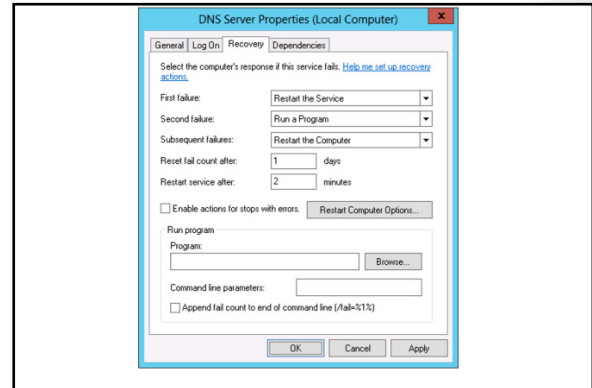 DNS Server Properties (Local Computer)
x
General Log On Recovery Dependencies
Select the computer's response if this service fails. Help me set up recovery
actions.
First failure: Restart the Service
Second failure: Run a Program
Subsequent failures: Restart the Computer
Reset fail count after: 1 days
Restart service after: 2 minutes
Enable actions for stops with errors. Restart Computer Options...
Run program
Program:
Browse...
Command line parameters:
Append fail count to end of command line (/fail=%1%)
OK Cancel Apply